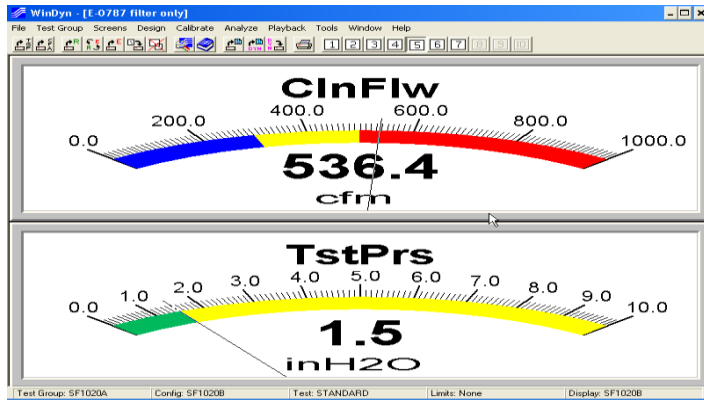 WinDyn - [E-0787 filter only]
File Test Group Screens Design Calibrate Analyze Playback Tools Window Help
1 2 3 4 5 6 7 8 9 10
ClnFlw
0.0 200.0 400.0 600.0 800.0 1000.0
536.4
cfm
TstPrs
0.0 1.0 2.0 3.0 4.0 5.0 6.0 7.0 8.0 9.0 10.0
1.5
inH2O
Test Group: SF1020A Config: SF1020B Test: STANDARD Limits: None Display: SF1020B